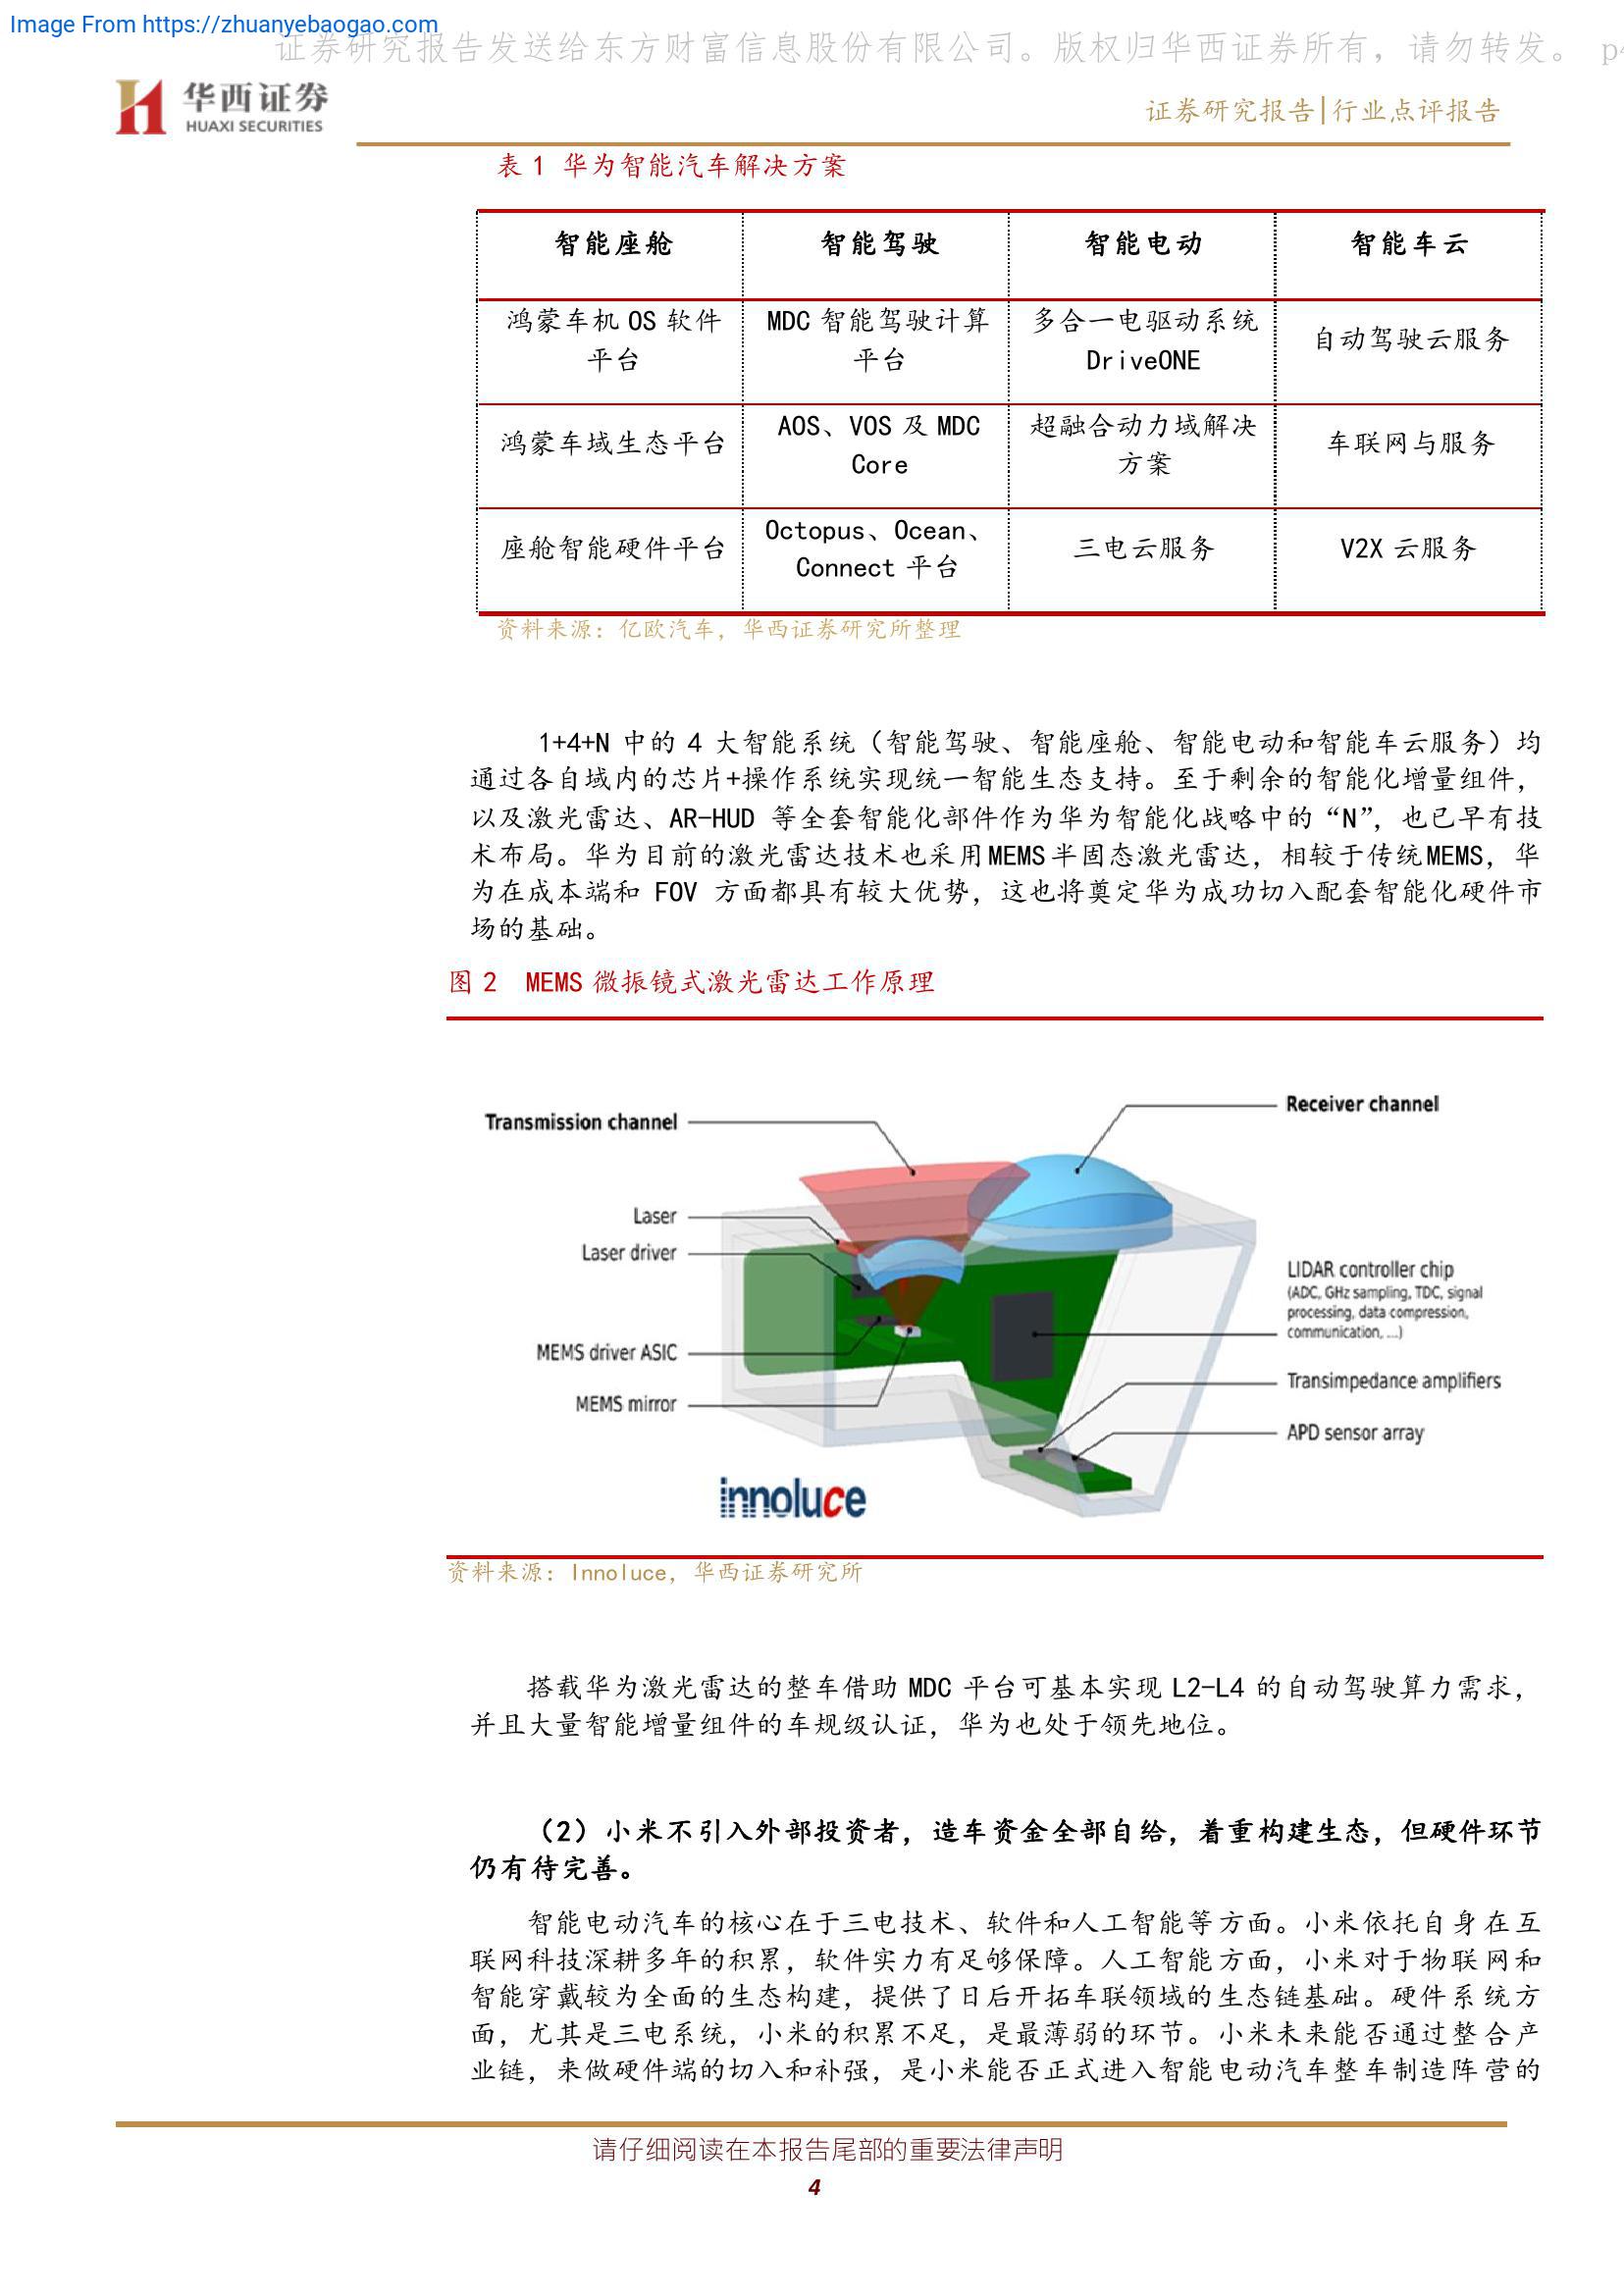 Image From https://zhuanyebaogao.com
证券研究报告发送给东方财富信息股份有限公司。版权归华西证券所有，请勿转发。 p4
华西证券
HUAXI SECURITIES
证券研究报告|行业点评报告
表 1 华为智能汽车解决方案
智能座舱 智能驾驶 智能电动 智能车云
鸿蒙车机 OS 软件
平台
MDC 智能驾驶计算
平台
多合一电驱动系统
DriveONE
自动驾驶云服务
鸿蒙车域生态平台
AOS、VOS 及 MDC
Core
超融合动力域解决
方案
车联网与服务
座舱智能硬件平台
Octopus、Ocean、
Connect 平台
三电云服务
V2X 云服务
资料来源：亿欧汽车，华西证券研究所整理
1+4+N 中的 4 大智能系统（智能驾驶、智能座舱、智能电动和智能车云服务）均
通过各自域内的芯片+操作系统实现统一智能生态支持。至于剩余的智能化增量组件，
以及激光雷达、AR-HUD 等全套智能化部件作为华为智能化战略中的“N”，也已早有技
术布局。华为目前的激光雷达技术也采用MEMS半固态激光雷达，相较于传统MEMS，华
为在成本端和 FOV 方面都具有较大优势，这也将奠定华为成功切入配套智能化硬件市
场的基础。
图 2 MEMS 微振镜式激光雷达工作原理
Transmission channel
Receiver channel
Laser
Laser driver
LIDAR controller chip
(ADC, GHz sampling, TDC, signal
processing, data compression,
communication, ...)
MEMS driver ASIC
Transimpedance amplifiers
MEMS mirror
APD sensor array
innoluce
资料来源：Innoluce，华西证券研究所
搭载华为激光雷达的整车借助 MDC 平台可基本实现 L2-L4 的自动驾驶算力需求，
并且大量智能增量组件的车规级认证，华为也处于领先地位。
（2）小米不引入外部投资者，造车资金全部自给，着重构建生态，但硬件环节
仍有待完善。
智能电动汽车的核心在于三电技术、软件和人工智能等方面。小米依托自身在互
联网科技深耕多年的积累，软件实力有足够保障。人工智能方面，小米对于物联网和
智能穿戴较为全面的生态构建，提供了日后开拓车联领域的生态链基础。硬件系统方
面，尤其是三电系统，小米的积累不足，是最薄弱的环节。小米未来能否通过整合产
业链，来做硬件端的切入和补强，是小米能否正式进入智能电动汽车整车制造阵营的
请仔细阅读在本报告尾部的重要法律声明
4